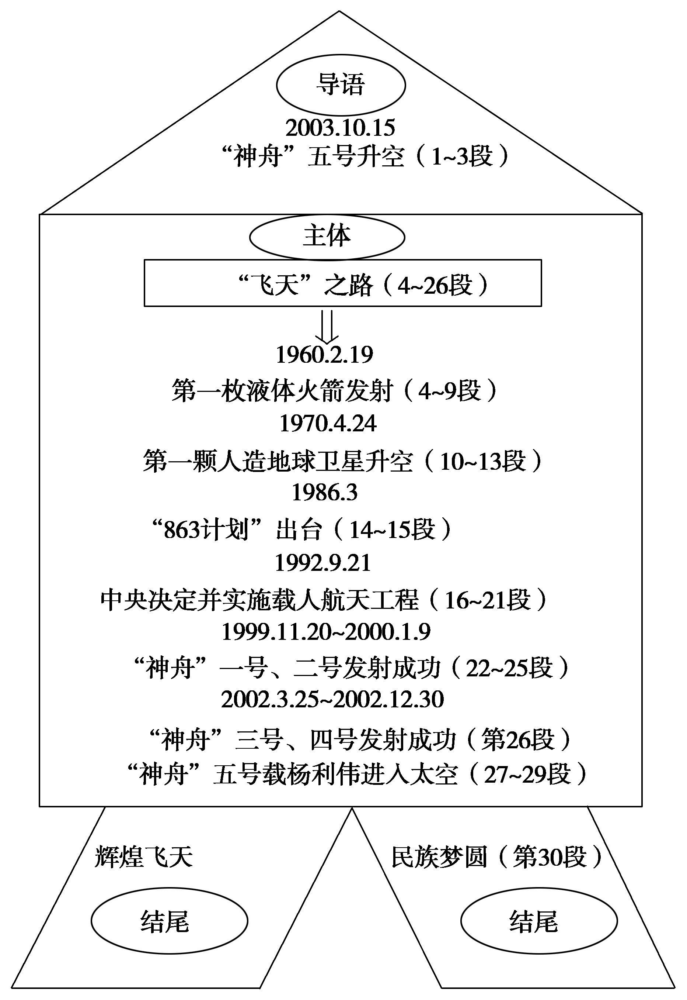 导语
2003.10.15
“神舟”五号升空（1~3段）
主体
“飞天”之路（4~26段）
1960.2.19
第一枚液体火箭发射（4~9段）
1970.4.24
第一颗人造地球卫星升空（10~13段）
1986.3
“863计划”出台（14~15段）
1992.9.21
中央决定并实施载人航天工程（16~21段）
1999.11.20~2000.1.9
“神舟”一号、二号发射成功（22~25段）
2002.3.25~2002.12.30
“神舟”三号、四号发射成功（第26段）
“神舟”五号载杨利伟进入太空（27~29段）
辉煌飞天
民族梦圆（第30段）
结尾
结尾